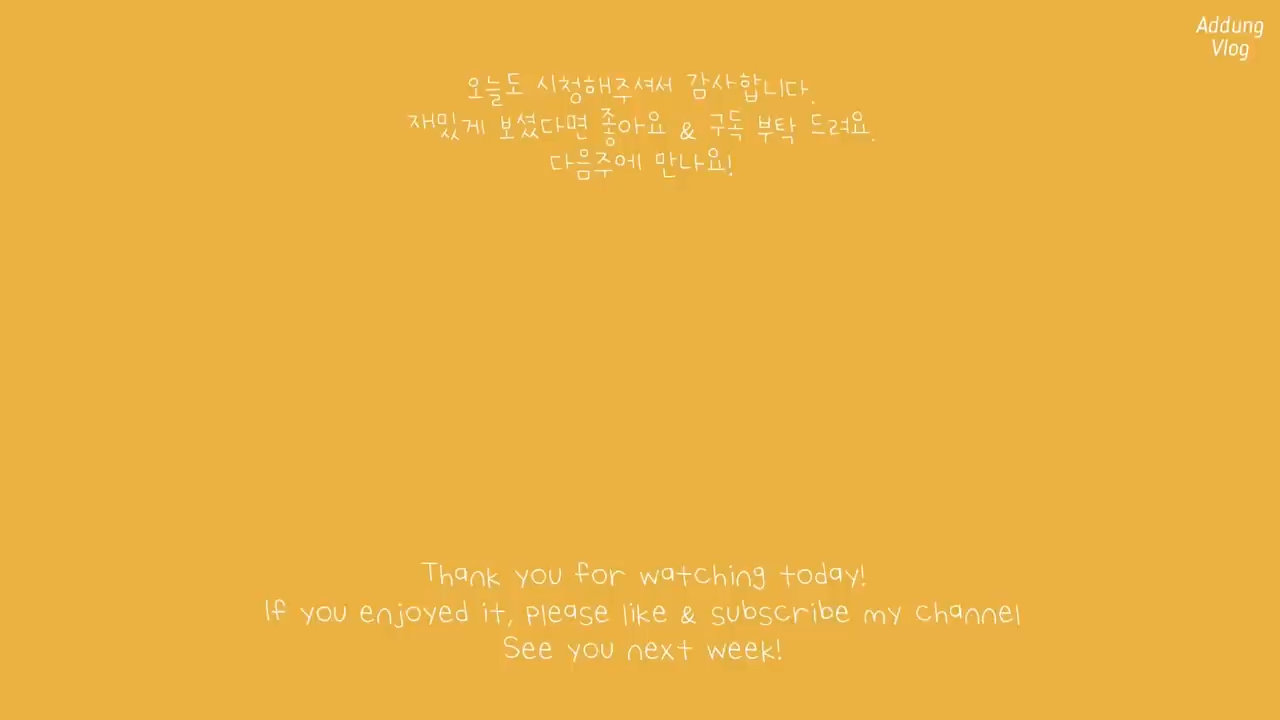 Addung
Vlog
오늘도 시청해주셔서 감사합니다.
재밌게 보셨다면 좋아요 & 구독 부탁 드려요.
다음주에 만나요!
Thank you for watching today!
If you enjoyed it, please like & subscribe my channel
See you next week!